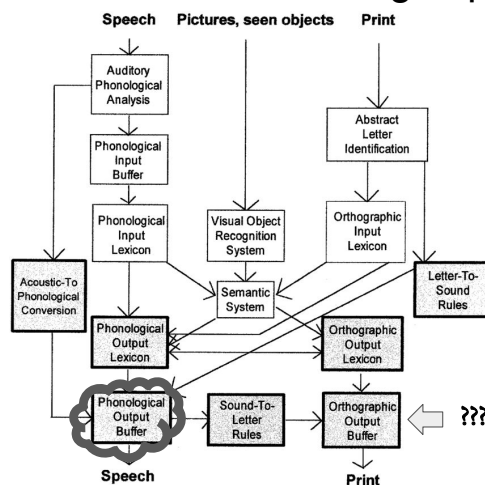 Speech Pictures, seen objects Print
Auditory
Phonological
Analysis
Abstract
Letter
Identification
Phonological
Input
Buffer
Phonological
Input
Lexicon
Visual Object
Recognition
System
Orthographic
Input
Lexicon
Acoustic-To
Phonological
Conversion
Semantic
System
Letter-To
Sound
Rules
Phonological
Output
Lexicon
Orthographic
Output
Lexicon
Phonological
Output
Buffer
Sound-To-
Letter
Rules
Orthographic
Output
Buffer
???
Speech
Print